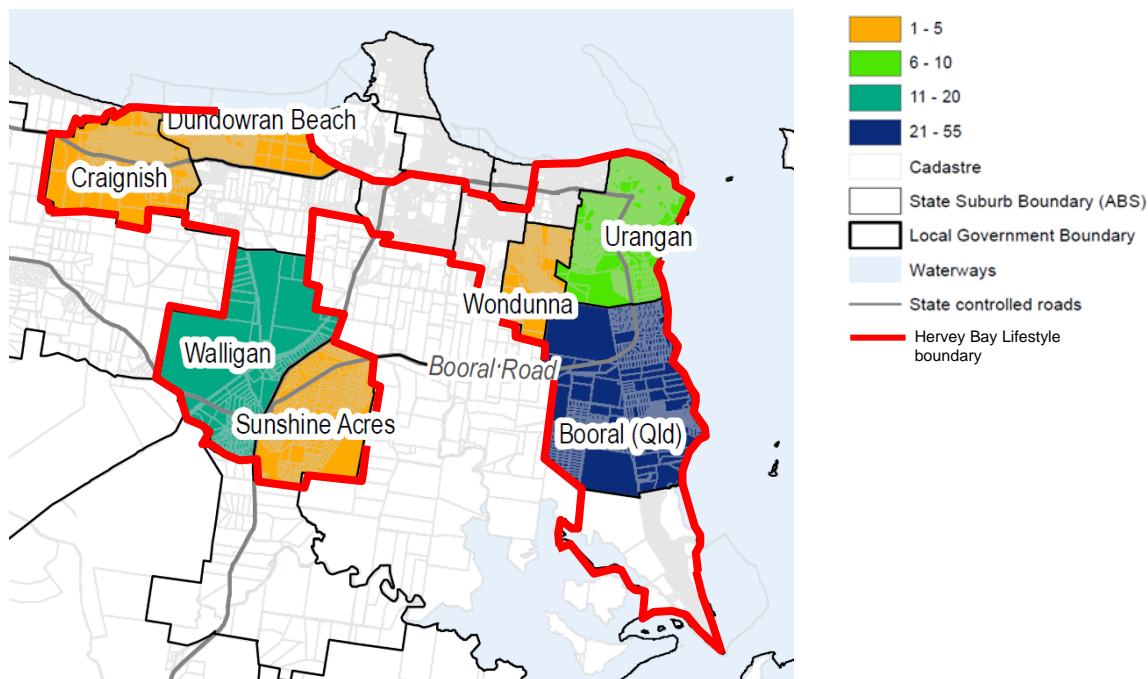 Dundowran Beach
Craignish
Urangan
Wondunna
Walligan
Booral Road
Sunshine Acres
Booral (Qld)
1 - 5
6 - 10
11 - 20
21 - 55
Cadastre
State Suburb Boundary (ABS)
Local Government Boundary
Waterways
State controlled roads
Hervey Bay Lifestyle
boundary